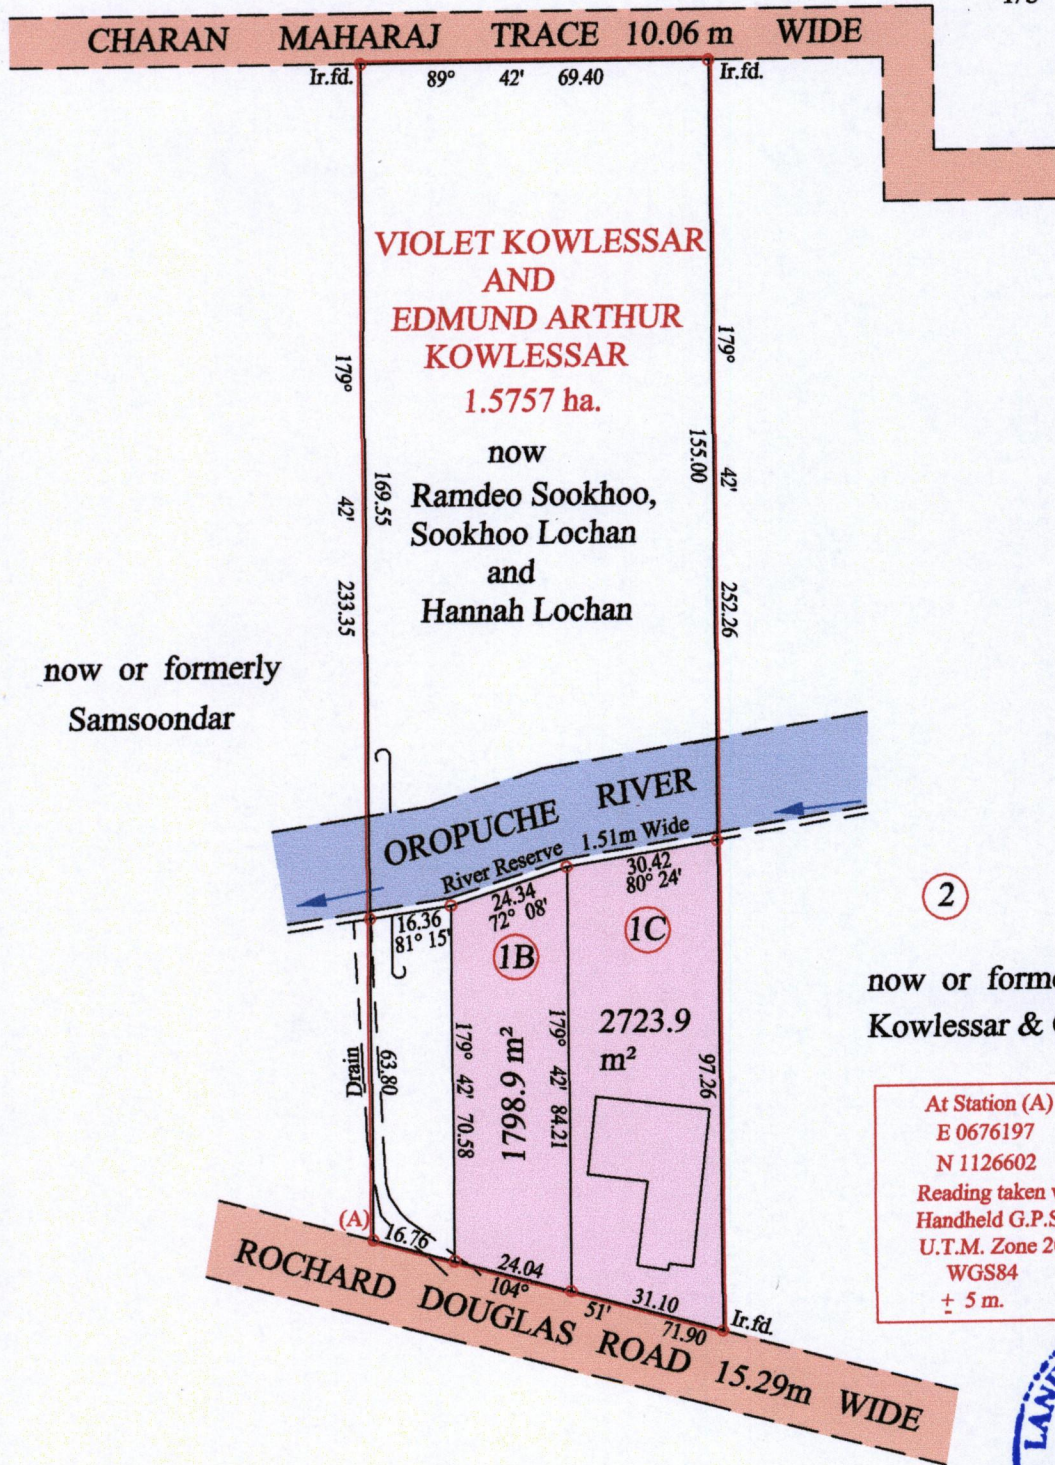 CHARAN MAHARAJ TRACE 10.06 m WIDE
Ir.fd. 89° 42' 69.40 Ir.fd.
VIOLET KOWLESSAR
AND
EDMUND ARTHUR
KOWLESSAR
1.5757 ha.
now
Ramdeo Sookhoo,
Sookhoo Lochan
and
Hannah Lochan
179° 42' 233.35
169.55
179° 42' 252.26
155.00
now or formerly
Samsoondar
OROPUCHE RIVER
River Reserve 1.51m Wide
16.36
81° 15'
24.34
72° 08'
30.42
80° 24'
1B
1C
2
1798.9 m²
2723.9
m²
Drain
63.80
179° 42' 70.58
179° 42' 84.21
97.26
now or
Kowlessar &
At Station (A)
E 0676197
N 1126602
Reading taken
Handheld
U.T.M. Zone
WGS84
± 5 m.
(A)
16.76
24.04
31.10
104° 51' 71.90
Ir.fd.
ROCHARD DOUGLAS ROAD 15.29m WIDE